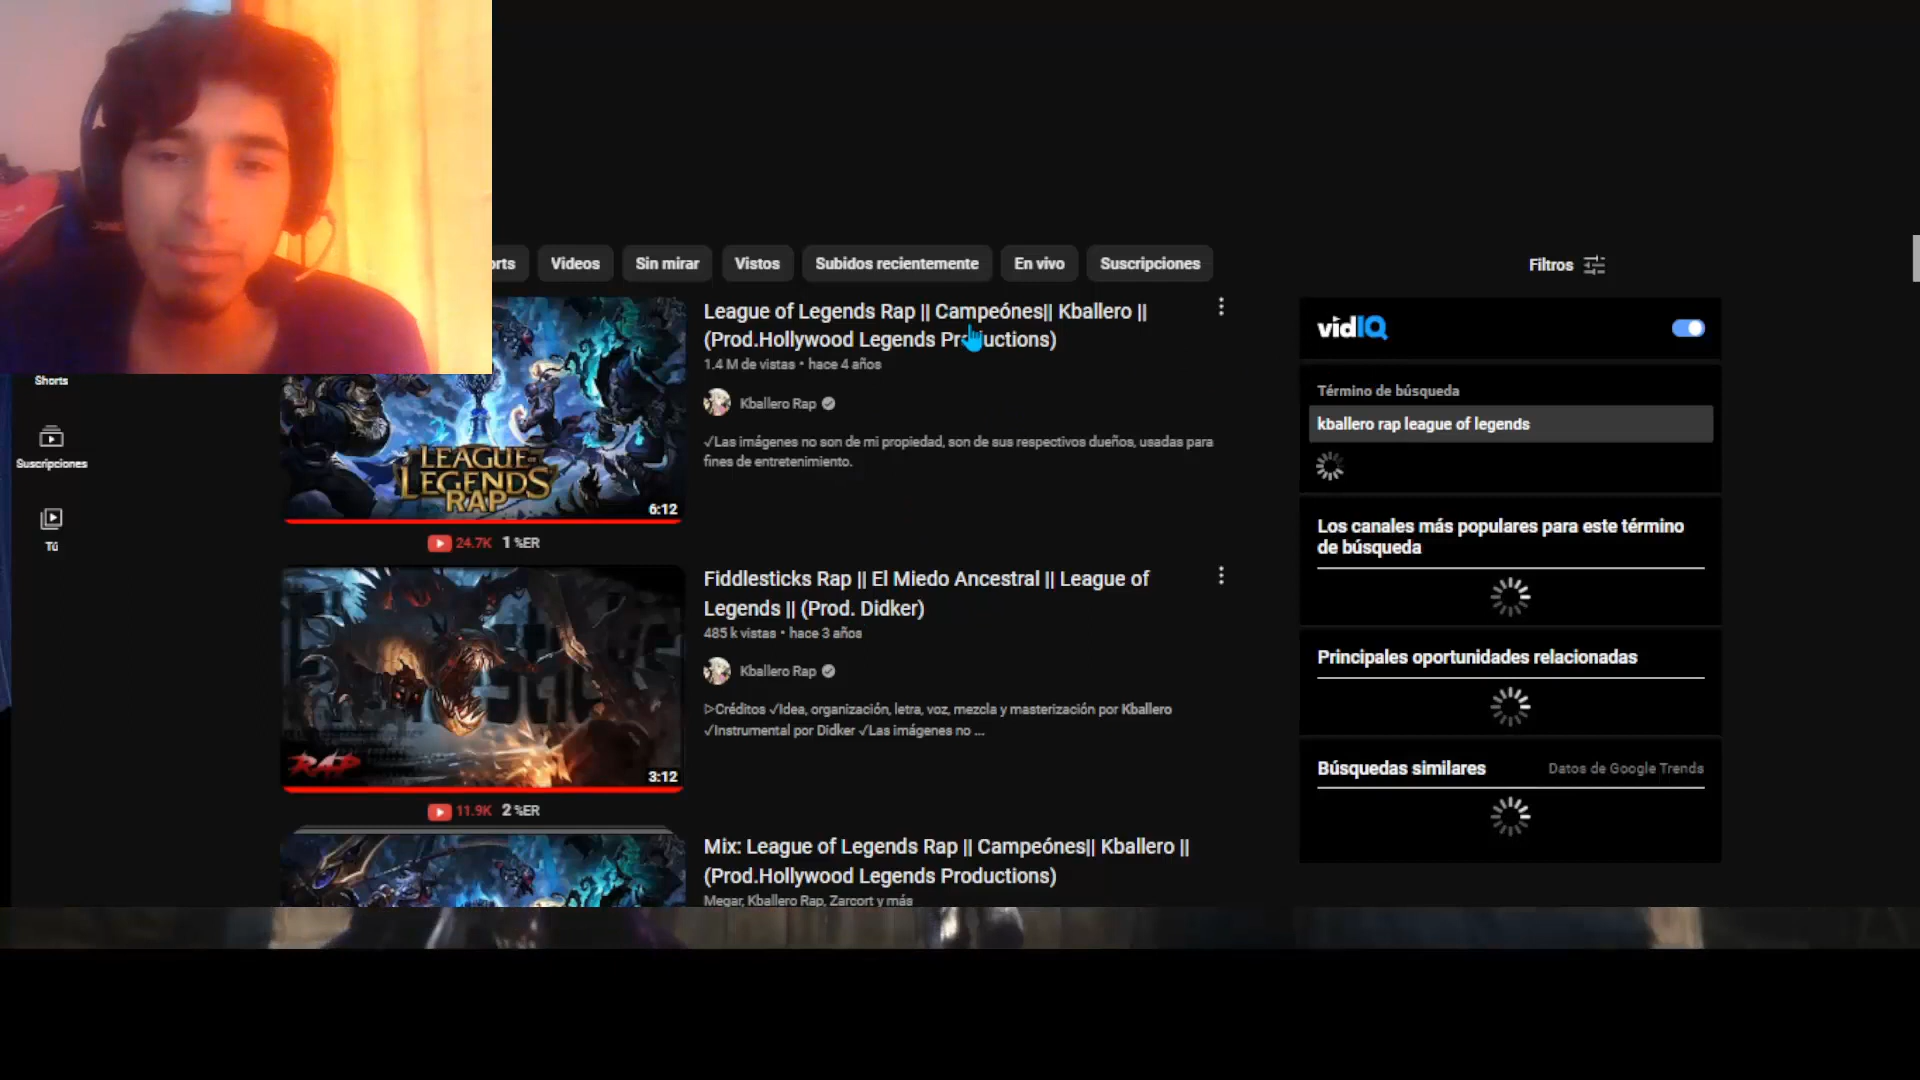 orts
Videos
Sin mirar
Vistos
Subidos recientemente
En vivo
Suscripciones
Filtros
League of Legends Rap || Campeónes|| Kballero ||
(Prod.Hollywood Legends Productions)
1.4 M de vistas • hace 4 años
Kballero Rap
✓Las imágenes no son de mi propiedad, son de sus respectivos dueños, usadas para
fines de entretenimiento.
LEAGUE OF
LEGENDS
RAP
6:12
24.7K 1 %ER
Shorts
Suscripciones
Tú
Fiddlesticks Rap || El Miedo Ancestral || League of
Legends || (Prod. Didker)
485 k vistas • hace 3 años
Kballero Rap
▷Créditos ✓Idea, organización, letra, voz, mezcla y masterización por Kballero
✓Instrumental por Didker ✓Las imágenes no ...
RAP
3:12
11.9K 2 %ER
Mix: League of Legends Rap || Campeónes|| Kballero ||
(Prod.Hollywood Legends Productions)
Megar, Kballero Rap, Zarcort y más
vidIQ
Término de búsqueda
kballero rap league of legends
Los canales más populares para este término
de búsqueda
Principales oportunidades relacionadas
Búsquedas similares
Datos de Google Trends